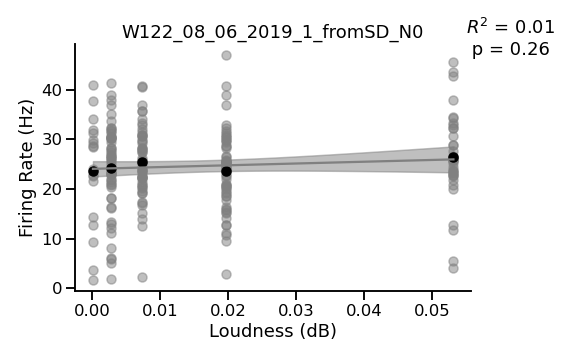 W122_08_06_2019_1_fromSD_N0
R² = 0.01
p = 0.26
Firing Rate (Hz)
40
30
20
10
0
0.00 0.01 0.02 0.03 0.04 0.05
Loudness (dB)